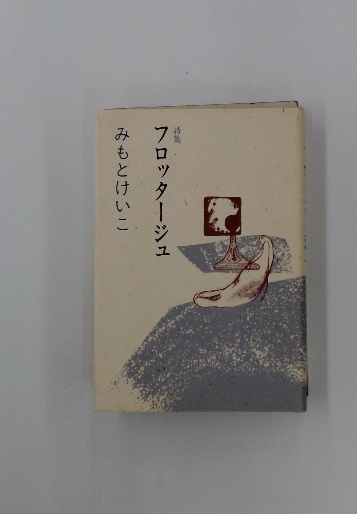 詩集
フロッタージュ
みもとけいこ